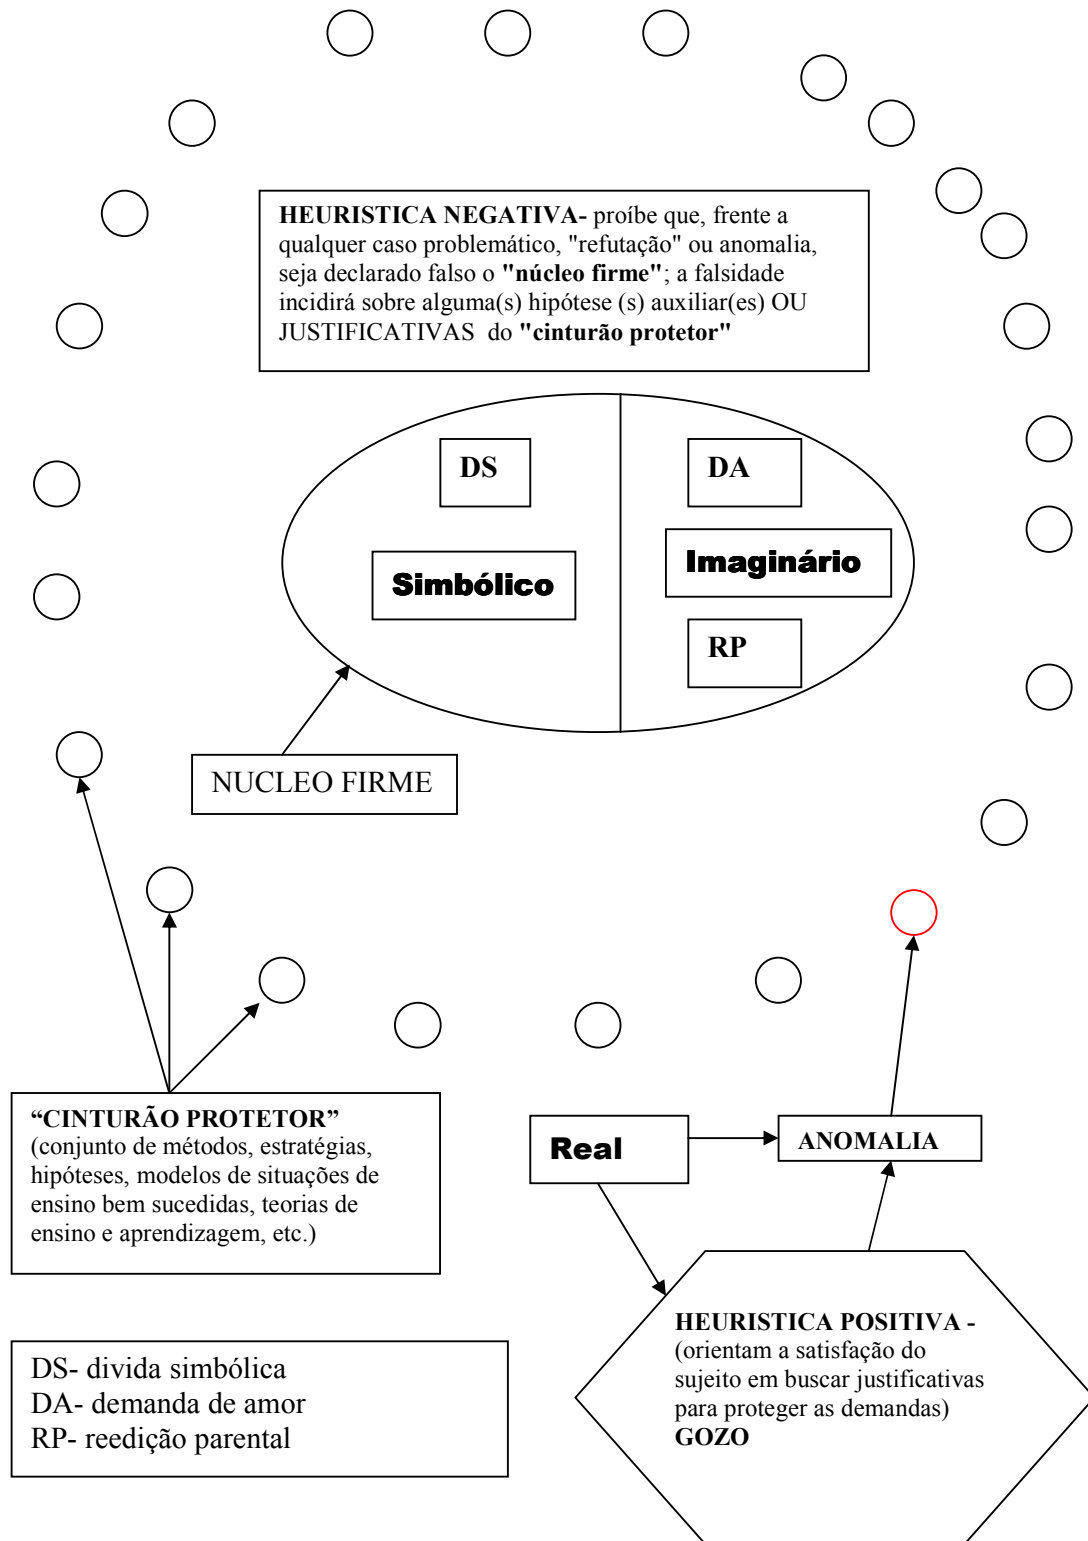 HEURISTICA NEGATIVA- proíbe que, frente a
qualquer caso problemático, "refutação" ou anomalia,
seja declarado falso o "núcleo firme"; a falsidade
incidirá sobre alguma(s) hipótese (s) auxiliar(es) OU
JUSTIFICATIVAS do "cinturão protetor"
DS
DA
Simbólico
Imaginário
RP
NUCLEO FIRME
“CINTURÃO PROTETOR”
(conjunto de métodos, estratégias,
hipóteses, modelos de situações de
ensino bem sucedidas, teorias de
ensino e aprendizagem, etc.)
Real
ANOMALIA
HEURISTICA POSITIVA -
(orientam a satisfação do
sujeito em buscar justificativas
para proteger as demandas)
GOZO
DS- divida simbólica
DA- demanda de amor
RP- reedição parental